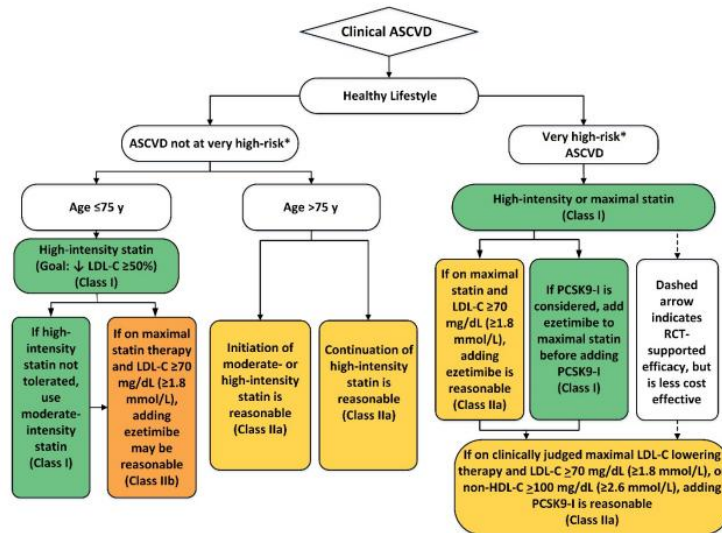 Clinical ASCVD
Healthy Lifestyle
ASCVD not at very high-risk*
Very high-risk*
ASCVD
Age ≤75 y
Age >75 y
High-intensity or maximal statin
(Class I)
High-intensity statin
(Goal: ↓ LDL-C ≥50%)
(Class I)
If high-
intensity
statin not
tolerated,
use
moderate-
intensity
statin
(Class I)
If on maximal
statin therapy
and LDL-C ≥70
mg/dL (≥1.8
mmol/L),
adding
ezetimibe
may be
reasonable
(Class IIb)
Initiation of
moderate- or
high-intensity
statin is
reasonable
(Class IIa)
Continuation of
high-intensity
statin is
reasonable
(Class IIa)
If on maximal
statin and
LDL-C ≥70
mg/dL (≥1.8
mmol/L),
adding
ezetimibe is
reasonable
(Class IIa)
If PCSK9-I is
considered, add
ezetimibe to
maximal statin
before adding
PCSK9-I
(Class I)
Dashed
arrow
indicates
RCT-
supported
efficacy, but
is less cost
effective
If on clinically judged maximal LDL-C lowering
therapy and LDL-C ≥70 mg/dL (≥1.8 mmol/L), o
non-HDL-C ≥100 mg/dL (≥2.6 mmol/L), adding
PCSK9-I is reasonable
(Class IIa)